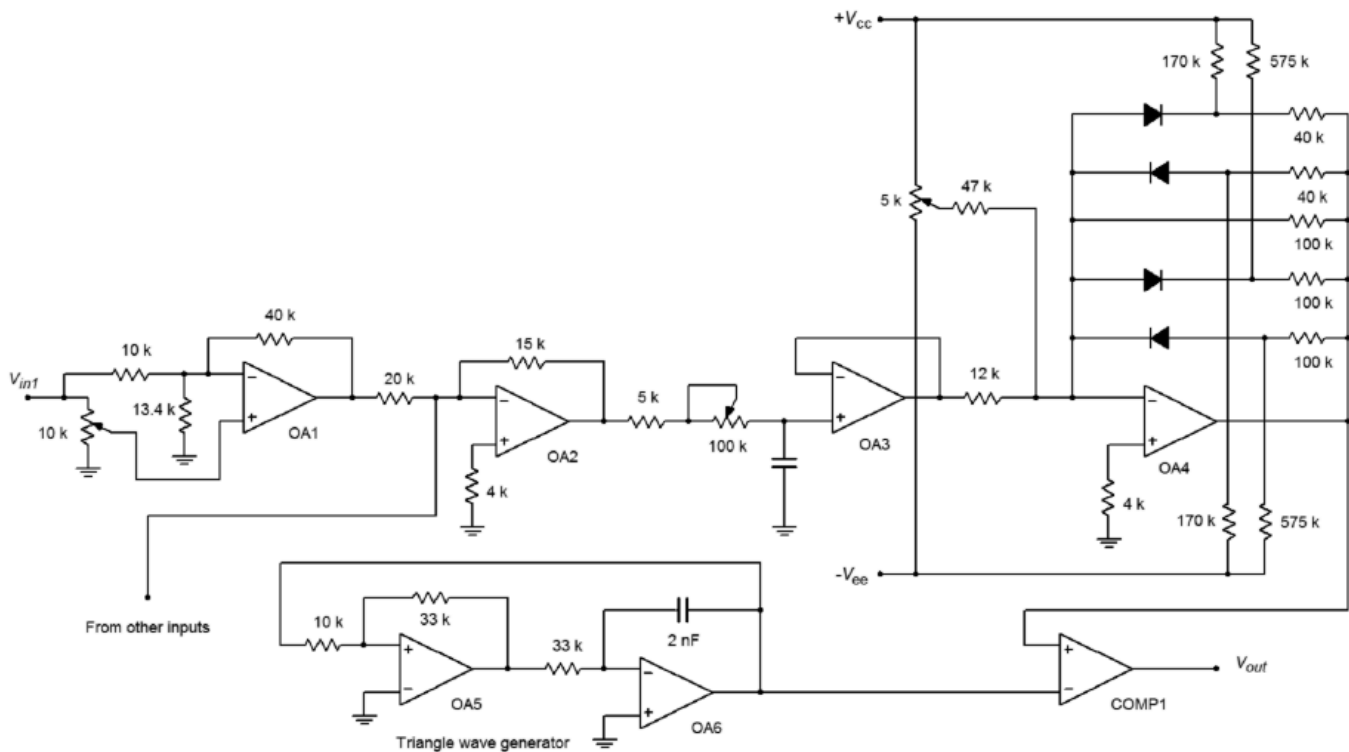 +Vcc
170 k
575 k
40 k
5 k
47 k
40 k
100 k
40 k
15 k
100 k
10 k
Vin1
20 k
5 k
12 k
100 k
13.4 k
10 k
−
+
OA1
−
+
OA2
100 k
−
+
OA3
−
+
OA4
4 k
4 k
170 k
575 k
-Vee
From other inputs
33 k
10 k
2 nF
33 k
+
−
OA5
−
+
OA6
+
−
COMP1
Vout
Triangle wave generator